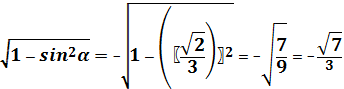 √(1−sin²α) = -√(1−(〖√2/3)〗²) = -√(7/9) = -√7/3